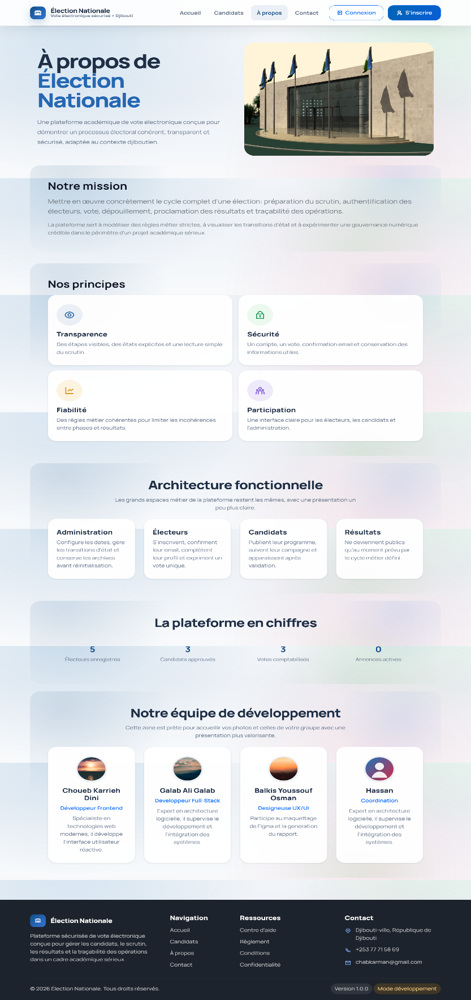 Élection Nationale
Vote électronique sécurisé • Djibouti
Accueil
Candidats
À propos
Contact
Connexion
S'inscrire
À propos de
Élection
Nationale
Une plateforme académique de vote électronique conçue pour
démontrer un processus électoral cohérent, transparent et
sécurisé, adaptée au contexte djiboutien.
Notre mission
Mettre en œuvre concrètement le cycle complet d'une élection: préparation du scrutin, authentification des
électeurs, vote, dépouillement, proclamation des résultats et traçabilité des opérations.
La plateforme sert à modéliser des règles métier strictes, à visualiser les transitions d'état et à expérimenter une gouvernance numérique
crédible dans le périmètre d'un projet académique sérieux.
Nos principes
Transparence
Des étapes visibles, des états explicites et une lecture simple
du scrutin.
Sécurité
Un compte, un vote, confirmation email et conservation des
informations utiles.
Fiabilité
Des règles métier cohérentes pour limiter les incohérences
entre phases et résultats.
Participation
Une interface claire pour les électeurs, les candidats et
l'administration.
Architecture fonctionnelle
Les grands espaces métier de la plateforme restent les mêmes, avec une présentation un
peu plus claire.
Administration
Configure les dates, gère
les transitions d'état et
conserve les archives
avant réinitialisation.
Électeurs
S'inscrivent, confirment
leur email, complètent
leur profil et expriment un
vote unique.
Candidats
Publient leur programme,
suivent leur campagne et
apparaissent après
validation.
Résultats
Ne deviennent publics
qu'au moment prévu par
le cycle métier défini.
La plateforme en chiffres
5
Électeurs enregistrés
3
Candidats approuvés
3
Votes comptabilisés
0
Annonces actives
Notre équipe de développement
Cette zone est prête pour accueillir vos photos et celles de votre groupe avec une
présentation plus valorisante.
Choueb Karrieh
Dini
Développeur Frontend
Spécialiste en
technologies web
modernes, il développe
l'interface utilisateur
réactive.
Galab Ali Galab
Developpeur Full-Stack
Expert en architecture
logicielle, il supervise le
développement et
l'intégration des
systèmes.
Balkis Youssouf
Osman
Designeuse UX/UI
Participe au maquettage
de Figma et la generation
du rapport.
Hassan
Coordination
Expert en architecture
logicielle, il supervise le
développement et
l'intégration des
systèmes.
Élection Nationale
Plateforme sécurisée de vote électronique
conçue pour gérer les candidats, le scrutin,
les résultats et la traçabilité des opérations
dans un cadre académique sérieux.
Navigation
Accueil
Candidats
À propos
Contact
Ressources
Centre d'aide
Règlement
Conditions
Confidentialité
Contact
Djibouti-ville, République de
Djibouti
+253 77 71 58 69
chabkarman@gmail.com
© 2026 Élection Nationale. Tous droits réservés.
Version 1.0.0
Mode développement